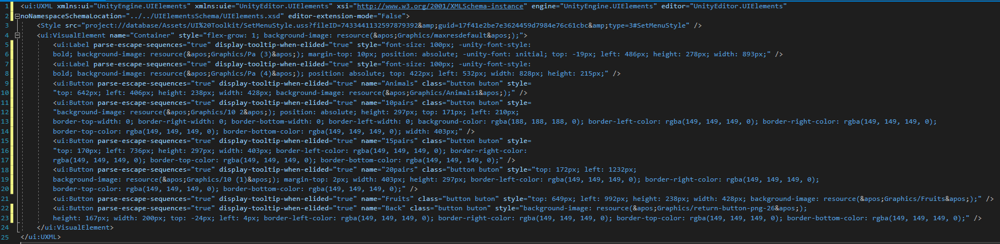 1 <ui:UXML xmlns:ui="UnityEngine.UIElements" xmlns:uie="UnityEditor.UIElements" xsi="http://www.w3.org/2001/XMLSchema-instance" engine="UnityEngine.UIElements" editor="UnityEditor.UIElements"
2 noNamespaceSchemaLocation="../../UIElementsSchema/UIElements.xsd" editor-extension-mode="False">
3 <Style src="project://database/Assets/UI%20Toolkit/SetMenuStyle.uss?fileID=7433441132597879392&amp;guid=17f41e2be7e3624459d7984e76c61cbc&amp;type=3#SetMenuStyle" />
4 <ui:VisualElement name="Container" style="flex-grow: 1; background-image: resource(&apos;Graphics/maxresdefault&apos;);">
5 <ui:Label parse-escape-sequences="true" display-tooltip-when-elided="true" style="font-size: 100px; -unity-font-style:
6 bold; background-image: resource(&apos;Graphics/Pa (3)&apos;); margin-top: 10px; position: absolute; -unity-font: ınitial; top: -19px; left: 486px; height: 278px; width: 893px;" />
7 <ui:Label parse-escape-sequences="true" display-tooltip-when-elided="true" style="font-size: 100px; -unity-font-style:
8 bold; background-image: resource(&apos;Graphics/Pa (4)&apos;); position: absolute; top: 422px; left: 532px; width: 828px; height: 215px;" />
9 <ui:Button parse-escape-sequences="true" display-tooltip-when-elided="true" name="Animals" class="button buton" style=
10 "top: 642px; left: 406px; height: 238px; width: 428px; background-image: resource(&apos;Graphics/Animals1&apos;);" />
11 <ui:Button parse-escape-sequences="true" display-tooltip-when-elided="true" name="10pairs" class="button buton" style=
12 "background-image: resource(&apos;Graphics/10 2&apos;); position: absolute; height: 297px; top: 171px; left: 210px;
13 border-top-width: 0; border-right-width: 0; border-bottom-width: 0; border-left-width: 0; background-color: rgba(188, 188, 188, 0); border-left-color: rgba(149, 149, 149, 0); border-right-color: rgba(149, 149, 149, 0);
14 border-top-color: rgba(149, 149, 149, 0); border-bottom-color: rgba(149, 149, 149, 0); width: 403px;" />
15 <ui:Button parse-escape-sequences="true" display-tooltip-when-elided="true" name="15pairs" class="button buton" style=
16 "top: 170px; left: 736px; height: 297px; width: 403px; border-left-color: rgba(149, 149, 149, 0); border-right-color:
17 rgba(149, 149, 149, 0); border-top-color: rgba(149, 149, 149, 0); border-bottom-color: rgba(149, 149, 149, 0);" />
18 <ui:Button parse-escape-sequences="true" display-tooltip-when-elided="true" name="20pairs" class="button buton" style="top: 172px; left: 1232px;
19 background-image: resource(&apos;Graphics/10 (1)&apos;); margin-top: 2px; width: 403px; height: 297px; border-left-color: rgba(149, 149, 149, 0); border-right-color: rgba(149, 149, 149, 0);
20 border-top-color: rgba(149, 149, 149, 0); border-bottom-color: rgba(149, 149, 149, 0);" />
21 <ui:Button parse-escape-sequences="true" display-tooltip-when-elided="true" name="Fruits" class="button buton" style="top: 649px; left: 992px; height: 238px; width: 428px; background-image: resource(&apos;Graphics/Fruits&apos;);" />
22 <ui:Button parse-escape-sequences="true" display-tooltip-when-elided="true" name="Back" class="button buton" style="background-image: resource(&apos;Graphics/return-button-png-26&apos;);
23 height: 167px; width: 200px; top: -24px; left: 4px; border-left-color: rgba(149, 149, 149, 0); border-right-color: rgba(149, 149, 149, 0); border-top-color: rgba(149, 149, 149, 0); border-bottom-color: rgba(149, 149, 149, 0);" />
24 </ui:VisualElement>
25 </ui:UXML>